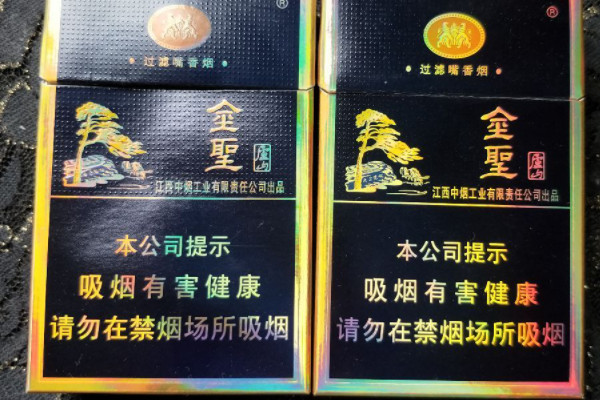 ®
·过滤嘴香烟·
金聖
庐山
江西中烟工业有限责任公司出品
本公司提示
吸烟有害健康
请勿在禁烟场所吸烟
®
·过滤嘴香烟·
金聖
庐山
江西中烟工业有限责任公司出品
本公司提示
吸烟有害健康
请勿在禁烟场所吸烟